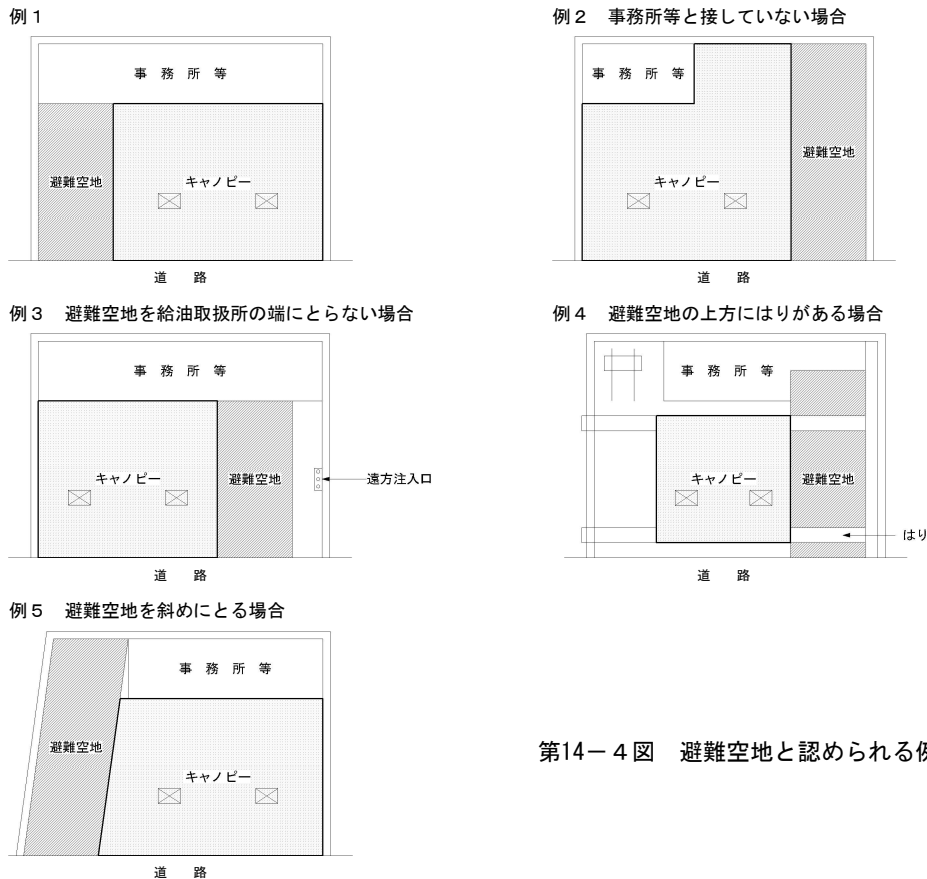 例１
事 務 所 等
避難空地
キャノピー
道　路
例２　事務所等と接していない場合
事 務 所 等
避難空地
キャノピー
道　路
例３　避難空地を給油取扱所の端にとらない場合
事 務 所 等
キャノピー
避難空地
遠方注入口
道　路
例４　避難空地の上方にはりがある場合
事 務 所 等
キャノピー
避難空地
はり
道　路
例５　避難空地を斜めにとる場合
事 務 所 等
避難空地
キャノピー
道　路
第14－４図　避難空地と認められる例